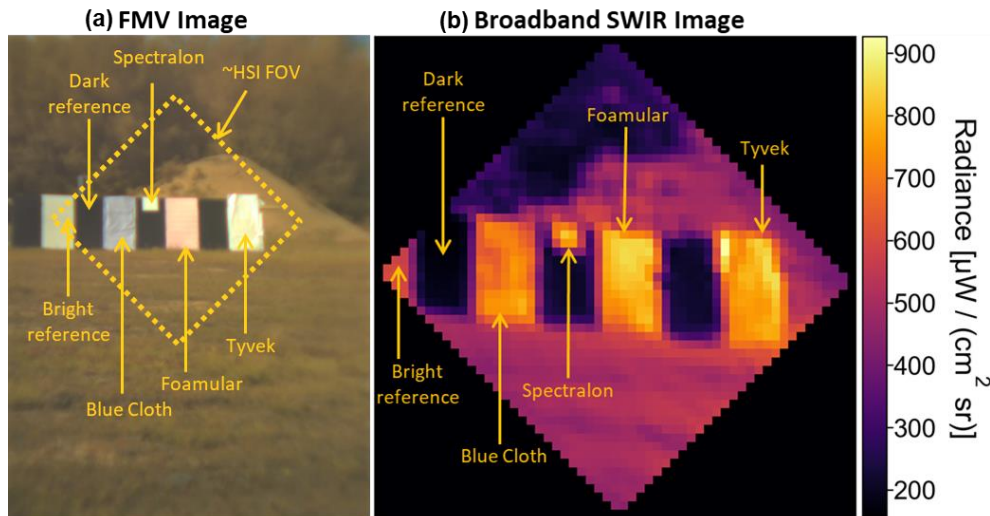 (a) FMV Image
Spectralon
~HSI FOV
Dark
reference
Bright
reference
Tyvek
Foamular
Blue Cloth
(b) Broadband SWIR Image
Dark
reference
Foamular
Tyvek
Bright
reference
Spectralon
Blue Cloth
900
800
700
600
500
400
300
200
Radiance [µW / (cm² sr)]